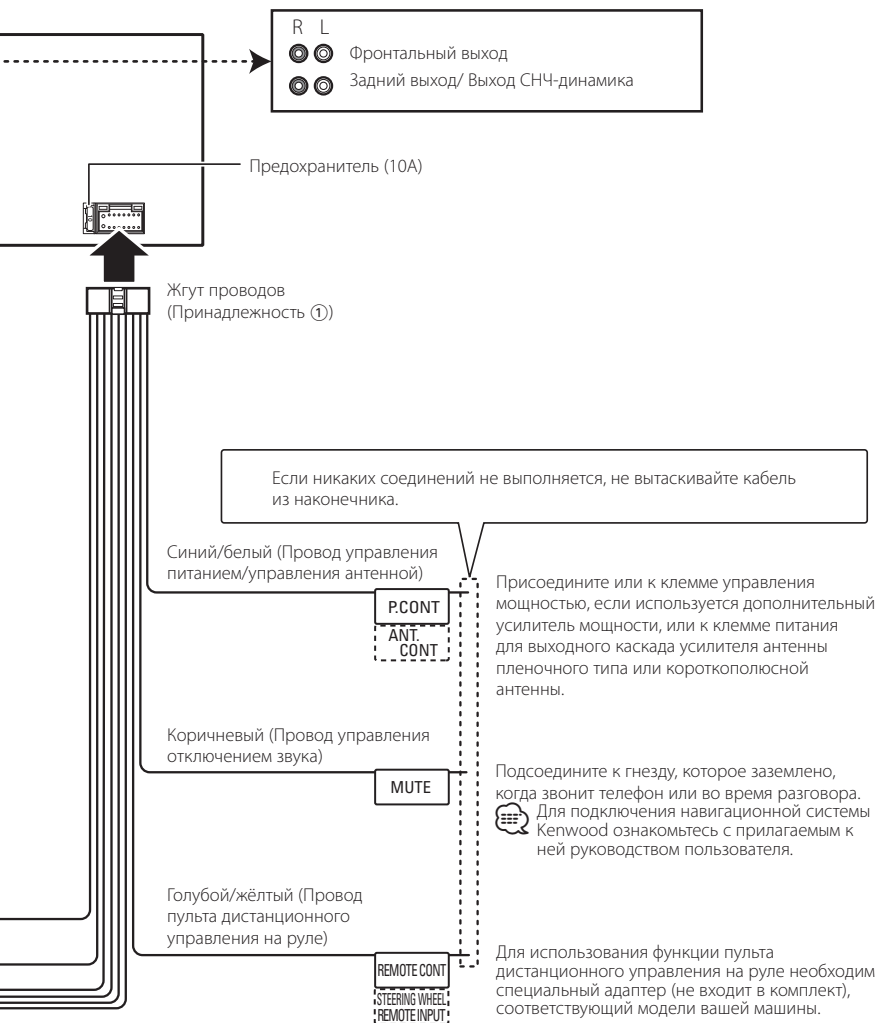 R L
Фронтальный выход
Задний выход/ Выход СНЧ-динамика
Предохранитель (10A)
Жгут проводов
(Принадлежность ①)
Если никаких соединений не выполняется, не вытаскивайте кабель
из наконечника.
Синий/белый (Провод управления
питанием/управления антенной)
P.CONT
ANT.
CONT
Присоедините или к клемме управления
мощностью, если используется дополнительный
усилитель мощности, или к клемме питания
для выходного каскада усилителя антенны
пленочного типа или короткополюсной
антенны.
Коричневый (Провод управления
отключением звука)
MUTE
Подсоедините к гнезду, которое заземлено,
когда звонит телефон или во время разговора.
Для подключения навигационной системы
Kenwood ознакомьтесь с прилагаемым к
ней руководством пользователя.
Голубой/жёлтый (Провод
пульта дистанционного
управления на руле)
REMOTE CONT
STEERING WHEEL
REMOTE INPUT
Для использования функции пульта
дистанционного управления на руле необходим
специальный адаптер (не входит в комплект),
соответствующий модели вашей машины.